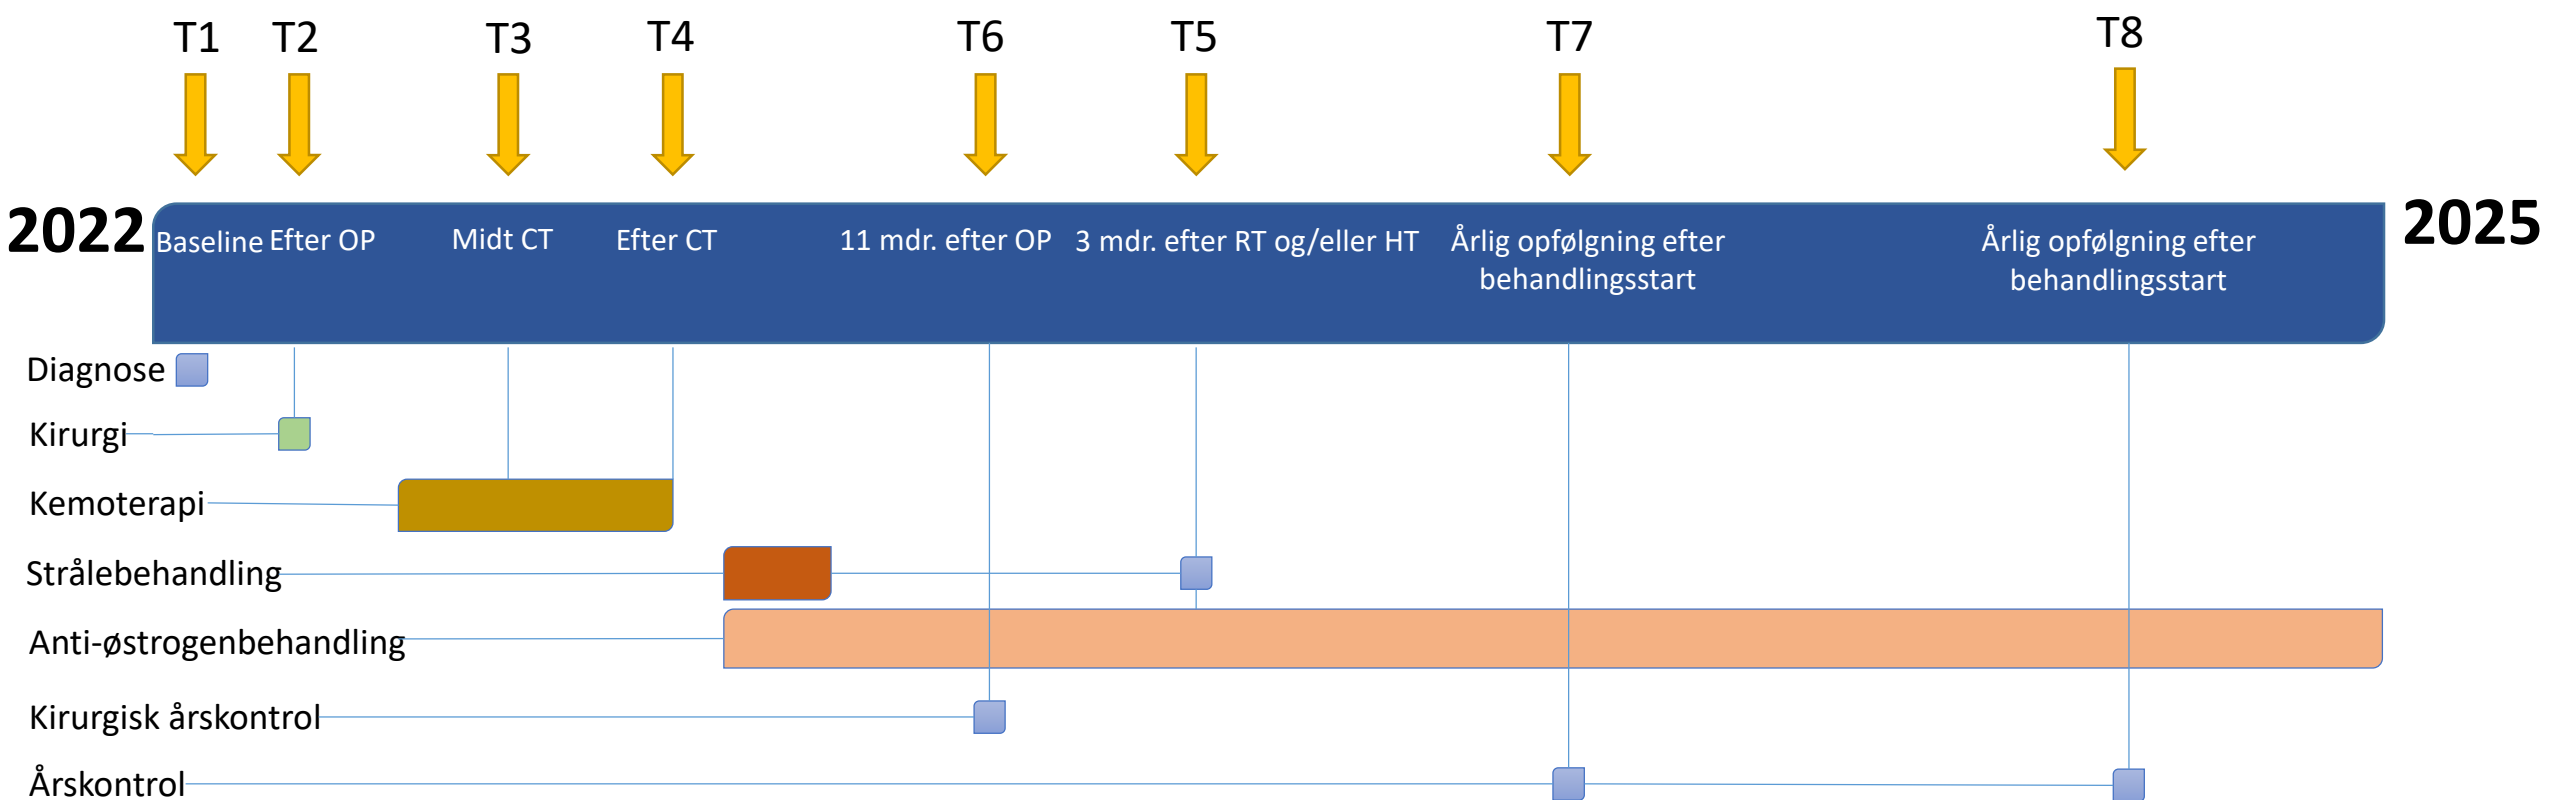 T1
T2
T3
T4
T6
T5
T7
T8
2022
Baseline
Efter OP
Midt CT
Efter CT
11 mdr. efter OP
3 mdr. efter RT og/eller HT
Årlig opfølgning efter
behandlingsstart
Årlig opfølgning efter
behandlingsstart
2025
Diagnose
Kirurgi
Kemoterapi
Strålebehandling
Anti-østrogenbehandling
Kirurgisk årskontrol
Årskontrol